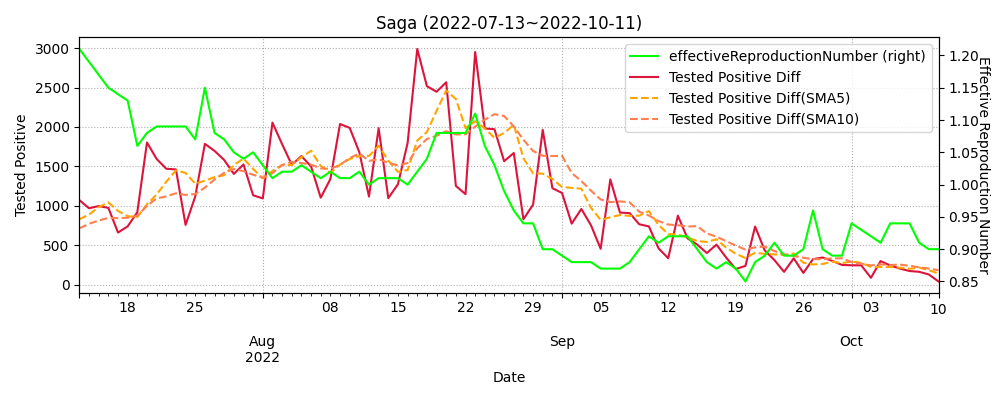 Saga (2022-07-13~2022-10-11)
effectiveReproductionNumber (right)
Tested Positive Diff
Tested Positive Diff(SMA5)
Tested Positive Diff(SMA10)
Tested Positive
3000
2500
2000
1500
1000
500
0
Effective Reproduction Number
1.20
1.15
1.10
1.05
1.00
0.95
0.90
0.85
18 25 08 15 22 29 05 12 19 26 03 10
Aug Sep Oct
2022
Date